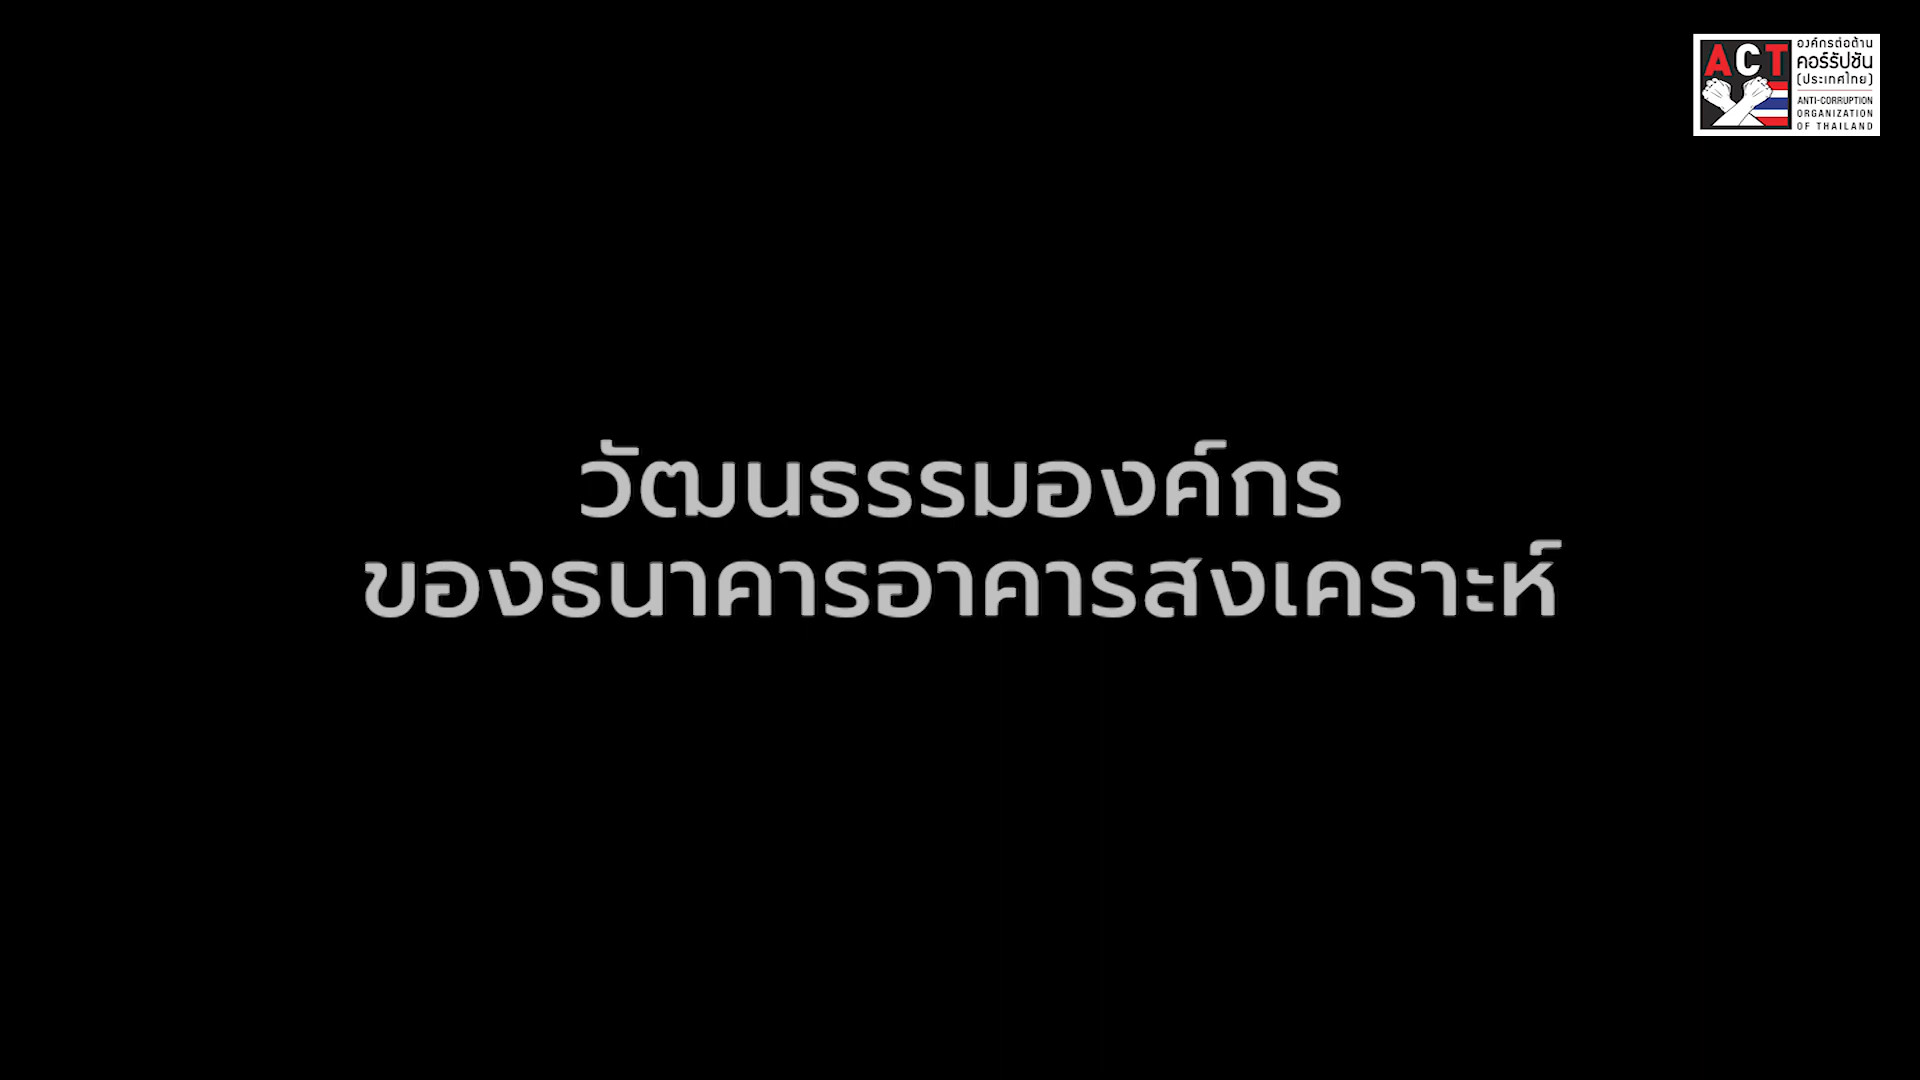 ACT
องค์กรต่อต้าน
คอร์รัปชัน
(ประเทศไทย)
ANTI-CORRUPTION
ORGANIZATION
OF THAILAND
วัฒนธรรมองค์กร
ของธนาคารอาคารสงเคราะห์